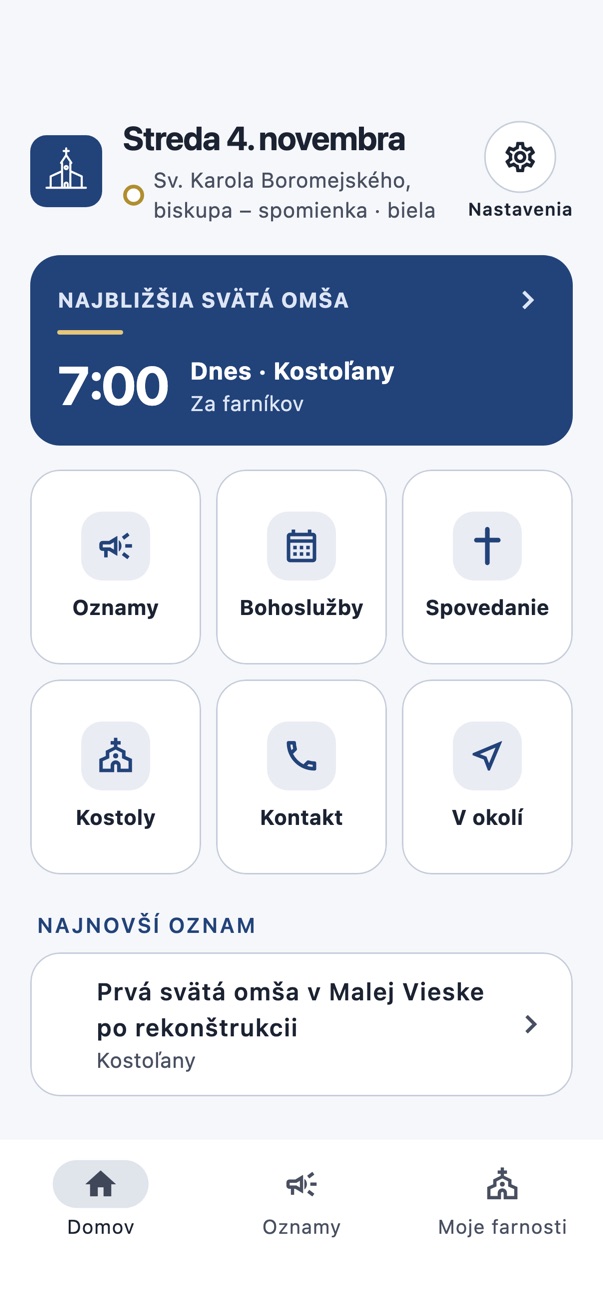 Streda 4. novembra
Sv. Karola Boromejského,
biskupa – spomienka · biela
Nastavenia
NAJBLIŽŠIA SVÄTÁ OMŠA
7:00
Dnes · Kostoľany
Za farníkov
Oznamy
Bohoslužby
Spovedanie
Kostoly
Kontakt
V okolí
NAJNOVŠÍ OZNAM
Prvá svätá omša v Malej Vieske
po rekonštrukcii
Kostoľany
Domov
Oznamy
Moje farnosti